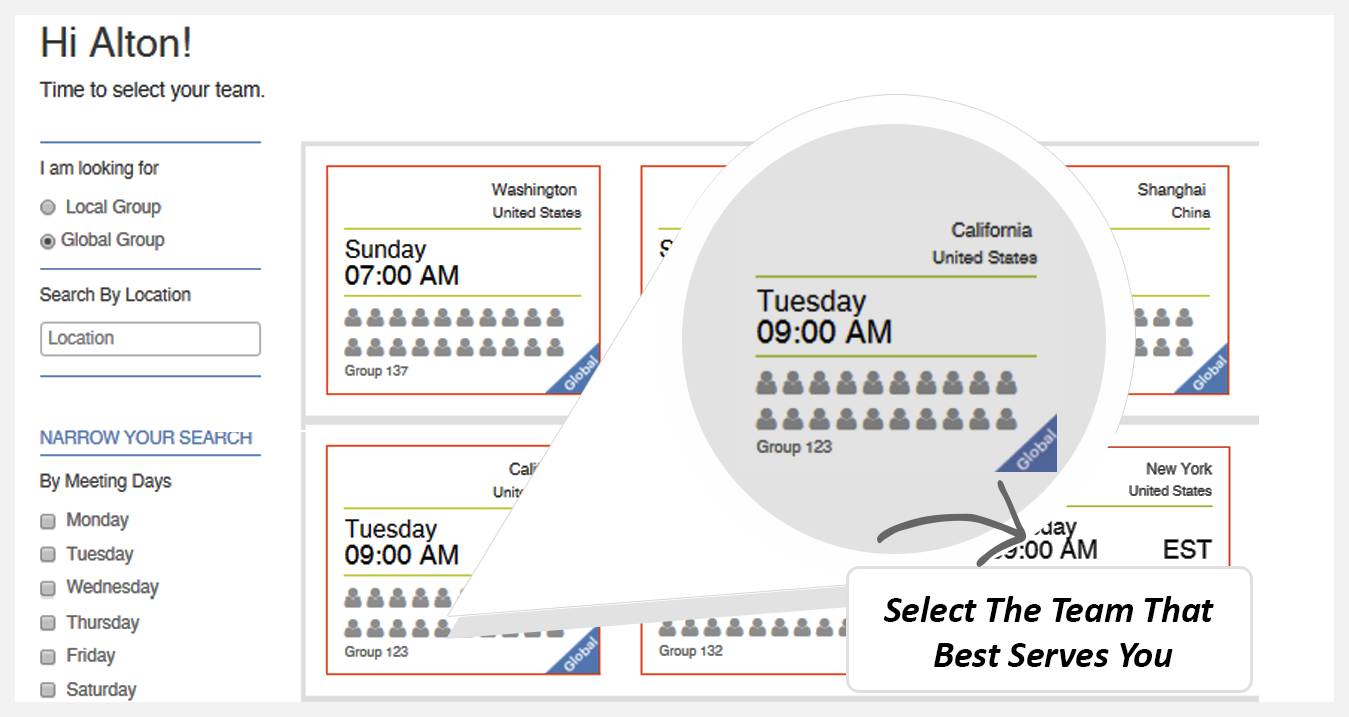 Hi Alton!
Time to select your team.
I am looking for
Local Group
Global Group
Search By Location
Location
NARROW YOUR SEARCH
By Meeting Days
Monday
Tuesday
Wednesday
Thursday
Friday
Saturday
Washington
United States
Sunday
07:00 AM
Group 137
Global
California
United States
Tuesday
09:00 AM
Group 123
Global
Shanghai
China
Global
Tuesday
09:00 AM
Group 123
Global
Group 132
New York
United States
09:00 AM EST
Select The Team That
Best Serves You